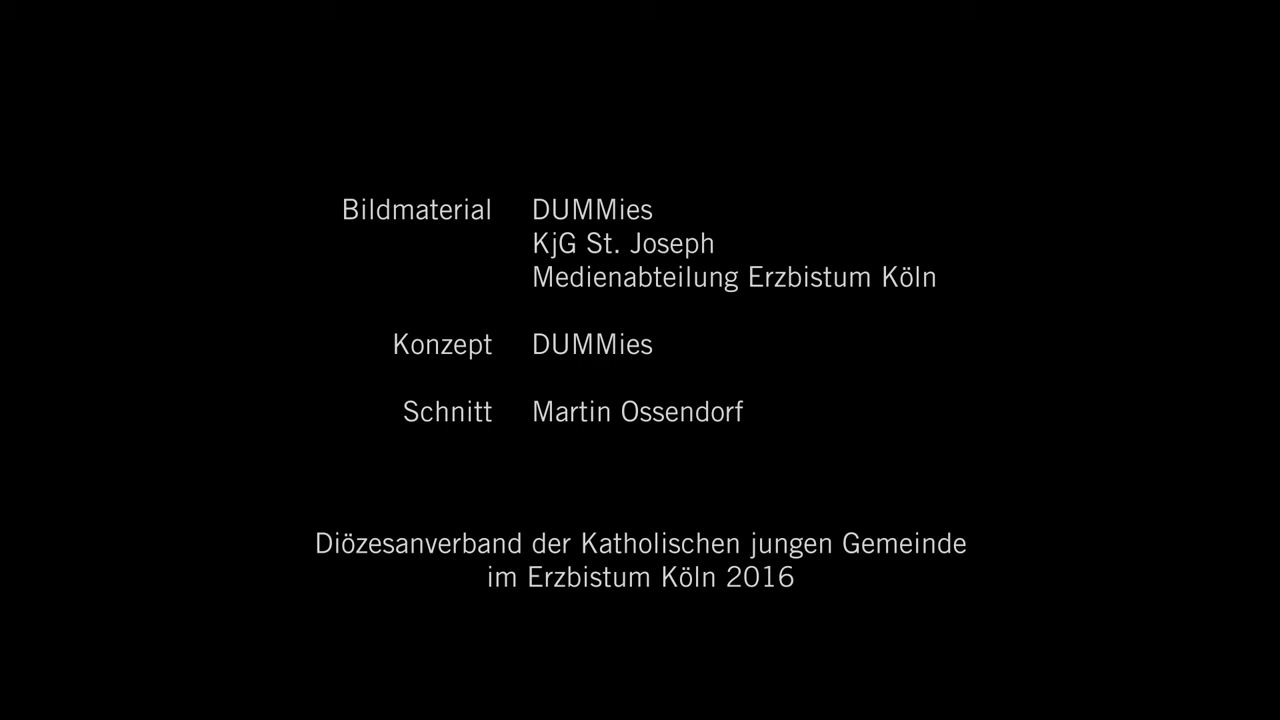 Bildmaterial DUMMies
KjG St. Joseph
Medienabteilung Erzbistum Köln
Konzept DUMMies
Schnitt Martin Ossendorf
Diözesanverband der Katholischen jungen Gemeinde
im Erzbistum Köln 2016